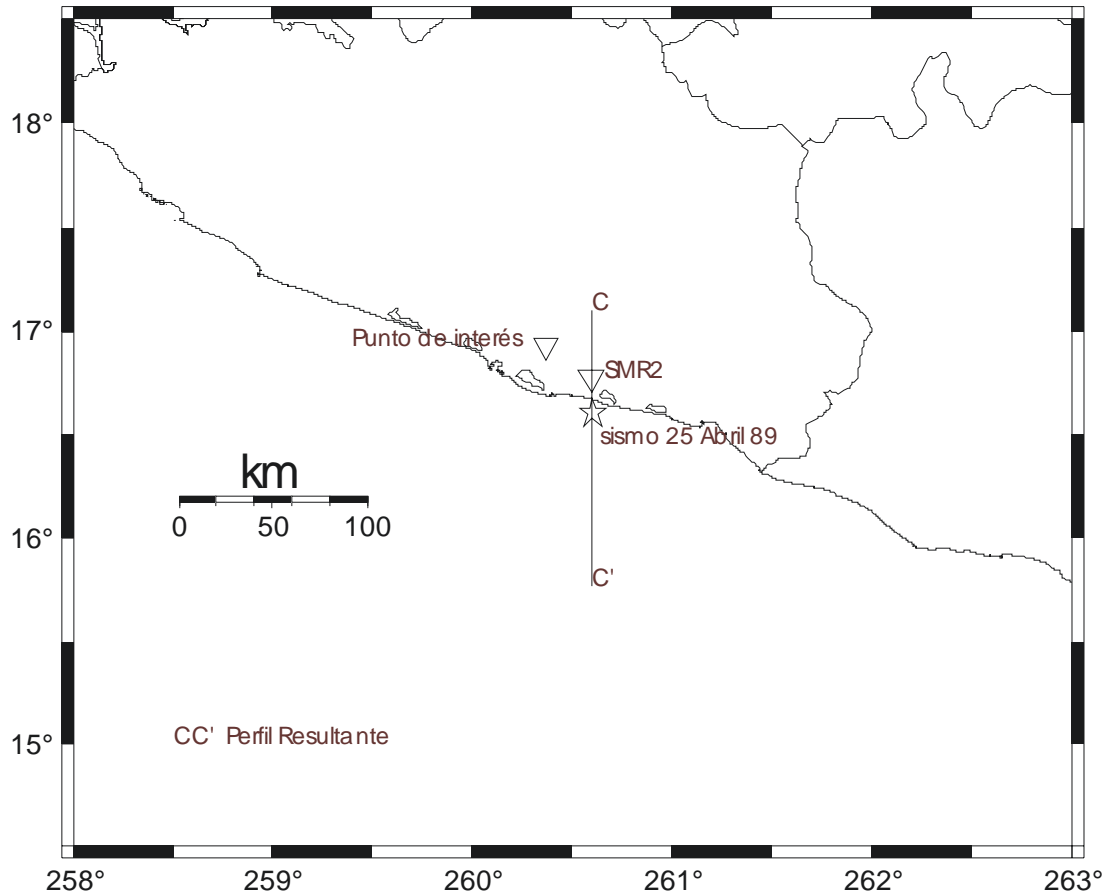 18°
C
17°
Punto de interés
SMR2
sismo 25 Abril 89
km
0 50 100
16°
C'
CC' Perfil Resultante
15°
258° 259° 260° 261° 262° 263°